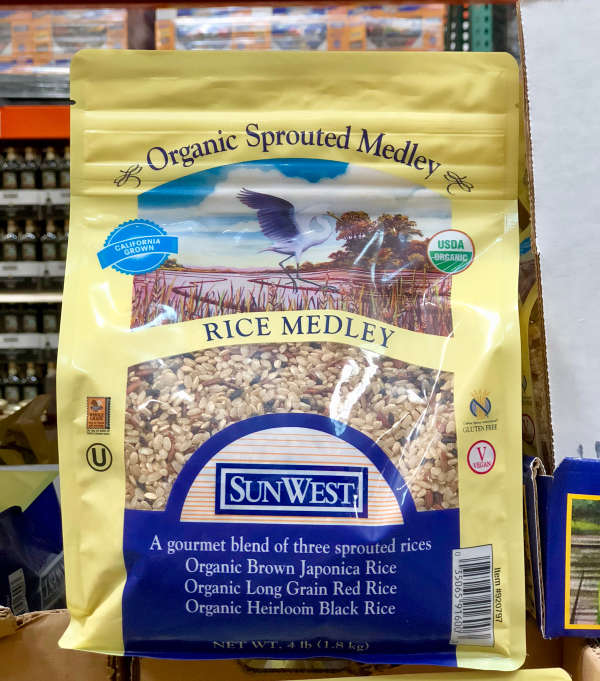 Organic Sprouted Medley
CALIFORNIA
GROWN
USDA
ORGANIC
RICE MEDLEY
GLUTEN FREE
U
V
VEGAN
SUNWEST
A gourmet blend of three sprouted rices
Organic Brown Japonica Rice
Organic Long Grain Red Rice
Organic Heirloom Black Rice
NET WT. 4 lb (1.8 kg)
Item #920797